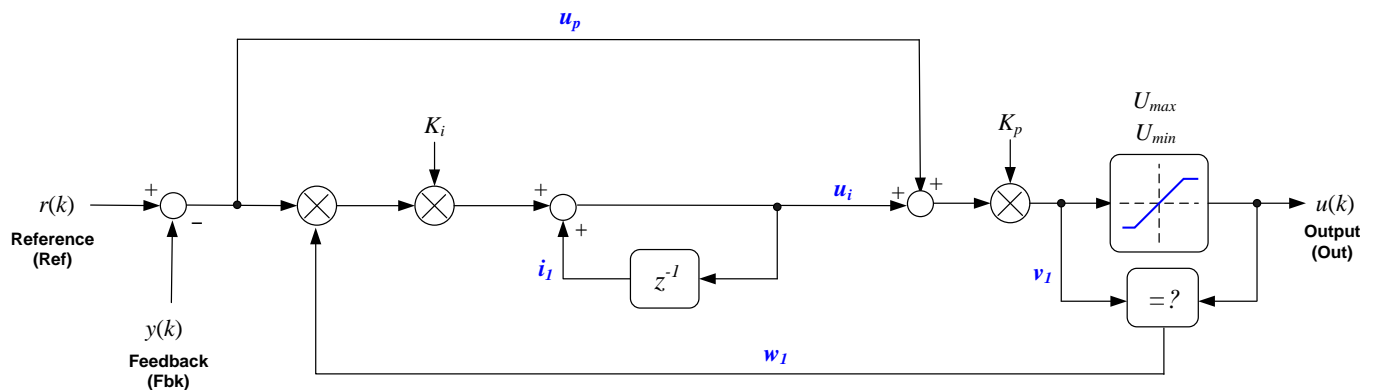 u_p
U_max
U_min
K_i
K_p
r(k)
+
−
+
+
u_i
+
+
u(k)
Reference
(Ref)
Output
(Out)
i_1
z^-1
v_1
=?
y(k)
Feedback
(Fbk)
w_1